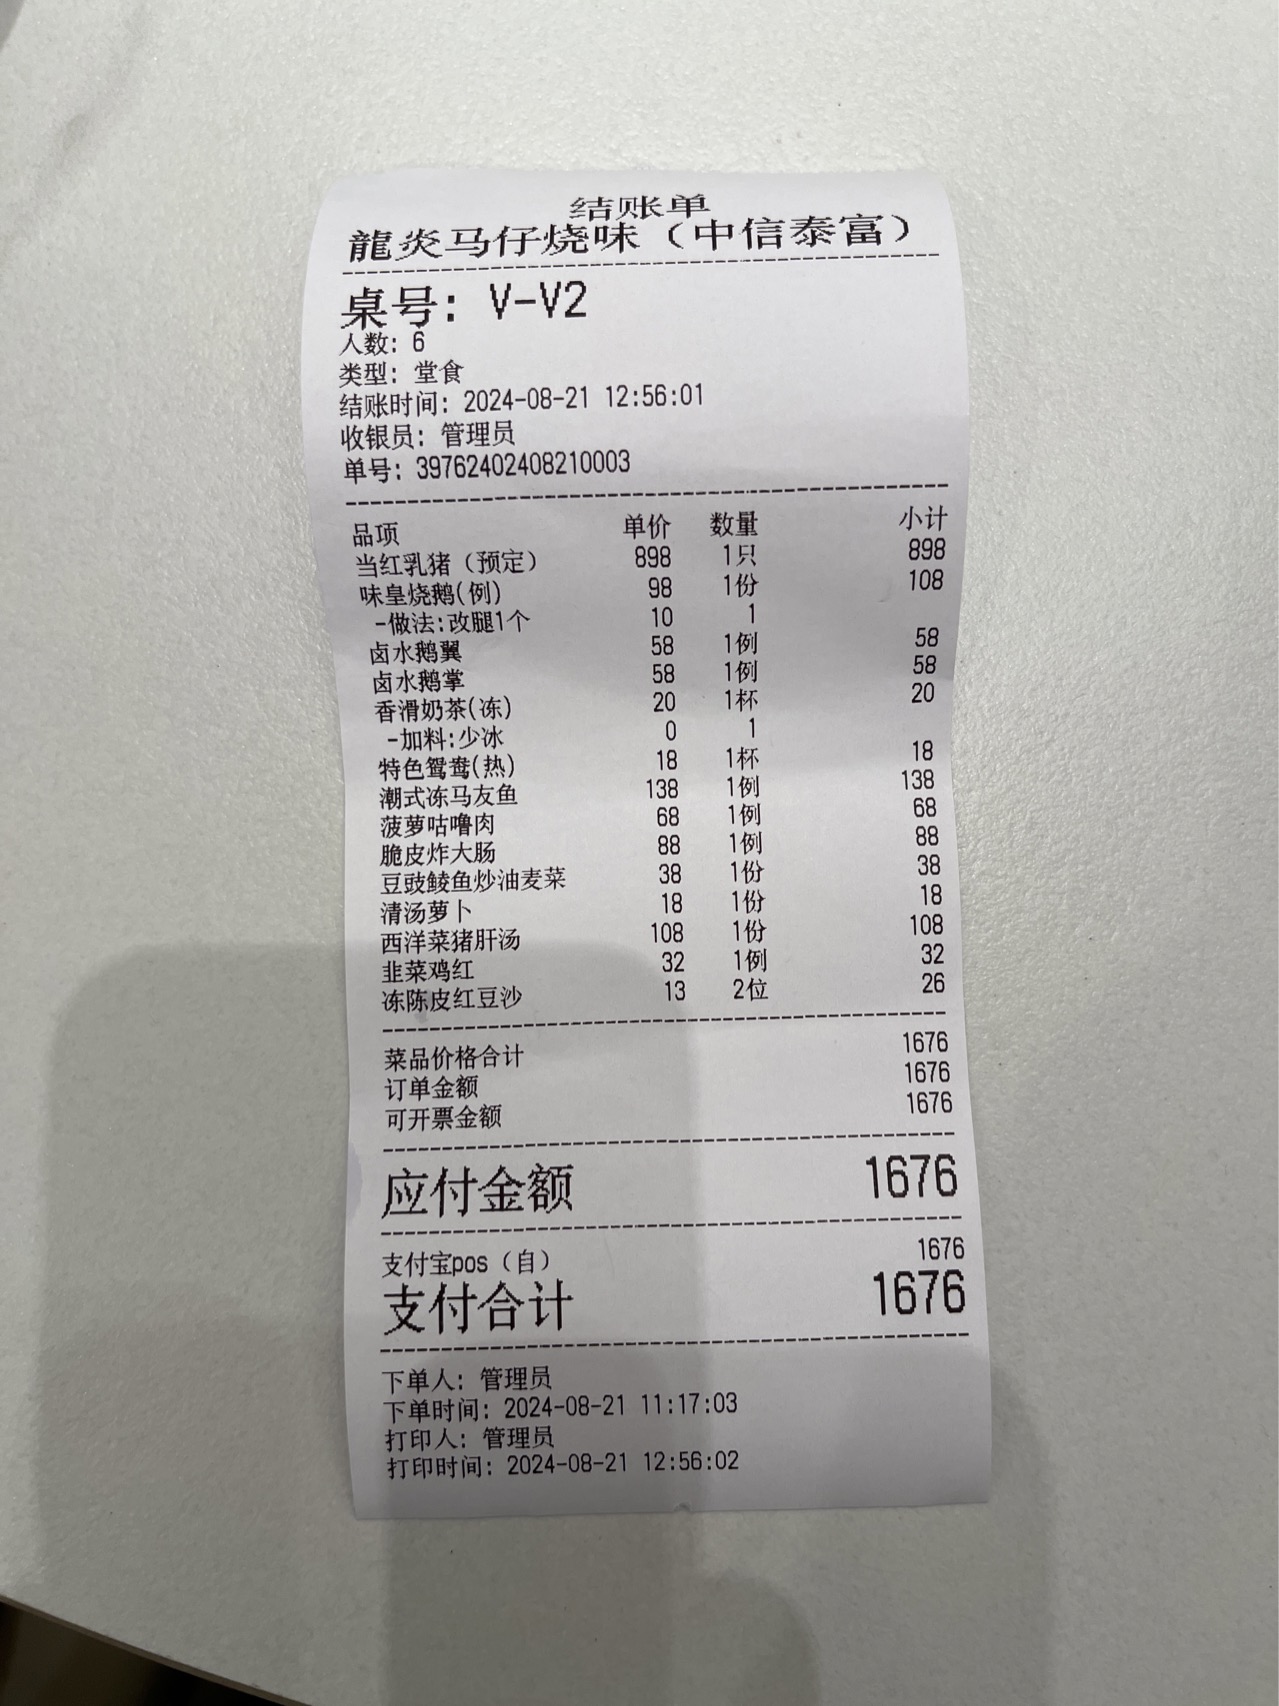 结账单
龍炎马仔烧味（中信泰富）
桌号: V-V2
人数: 6
类型: 堂食
结账时间: 2024-08-21 12:56:01
收银员: 管理员
单号: 39762402408210003
品项 单价 数量 小计
当红乳猪（预定） 898 1只 898
味皇烧鹅(例) 98 1份 108
-做法:改腿1个 10 1
卤水鹅翼 58 1例 58
卤水鹅掌 58 1例 58
香滑奶茶(冻) 20 1杯 20
-加料:少冰 0 1
特色鸳鸯(热) 18 1杯 18
潮式冻马友鱼 138 1例 138
菠萝咕噜肉 68 1例 68
脆皮炸大肠 88 1例 88
豆豉鲮鱼炒油麦菜 38 1份 38
清汤萝卜 18 1份 18
西洋菜猪肝汤 108 1份 108
韭菜鸡红 32 1例 32
冻陈皮红豆沙 13 2位 26
菜品价格合计 1676
订单金额 1676
可开票金额 1676
应付金额 1676
支付宝pos（自） 1676
支付合计 1676
下单人: 管理员
下单时间: 2024-08-21 11:17:03
打印人: 管理员
打印时间: 2024-08-21 12:56:02